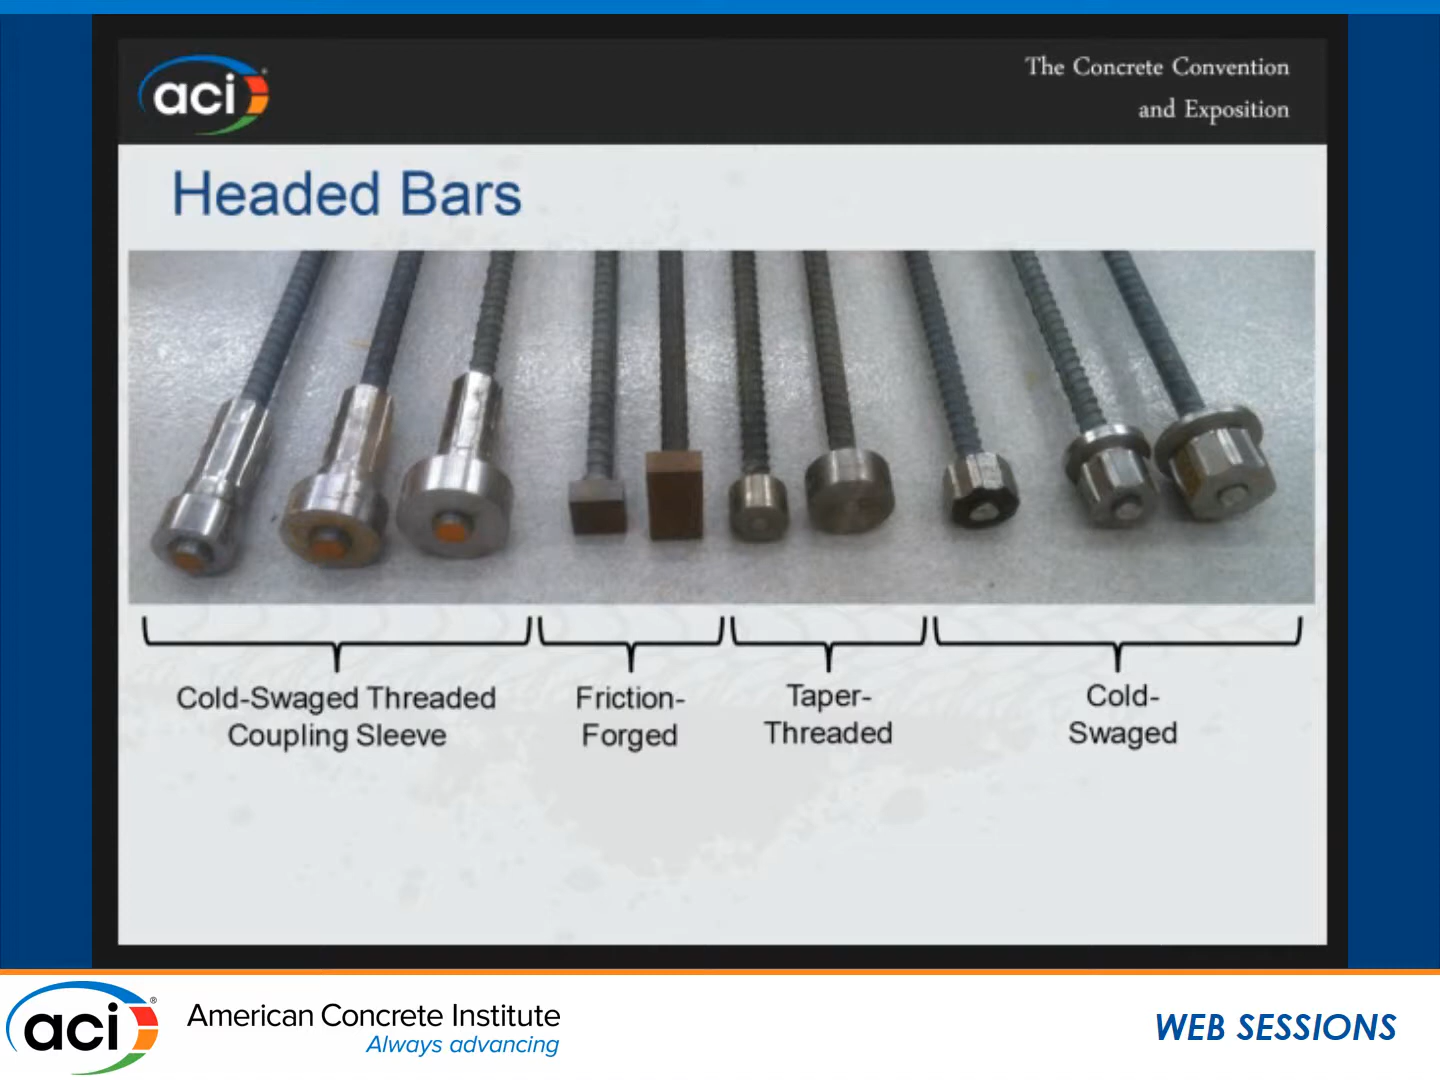 aci
The Concrete Convention
and Exposition
Headed Bars
Cold-Swaged Threaded
Coupling Sleeve
Friction-
Forged
Taper-
Threaded
Cold-
Swaged
aci®
American Concrete Institute
Always advancing
WEB SESSIONS